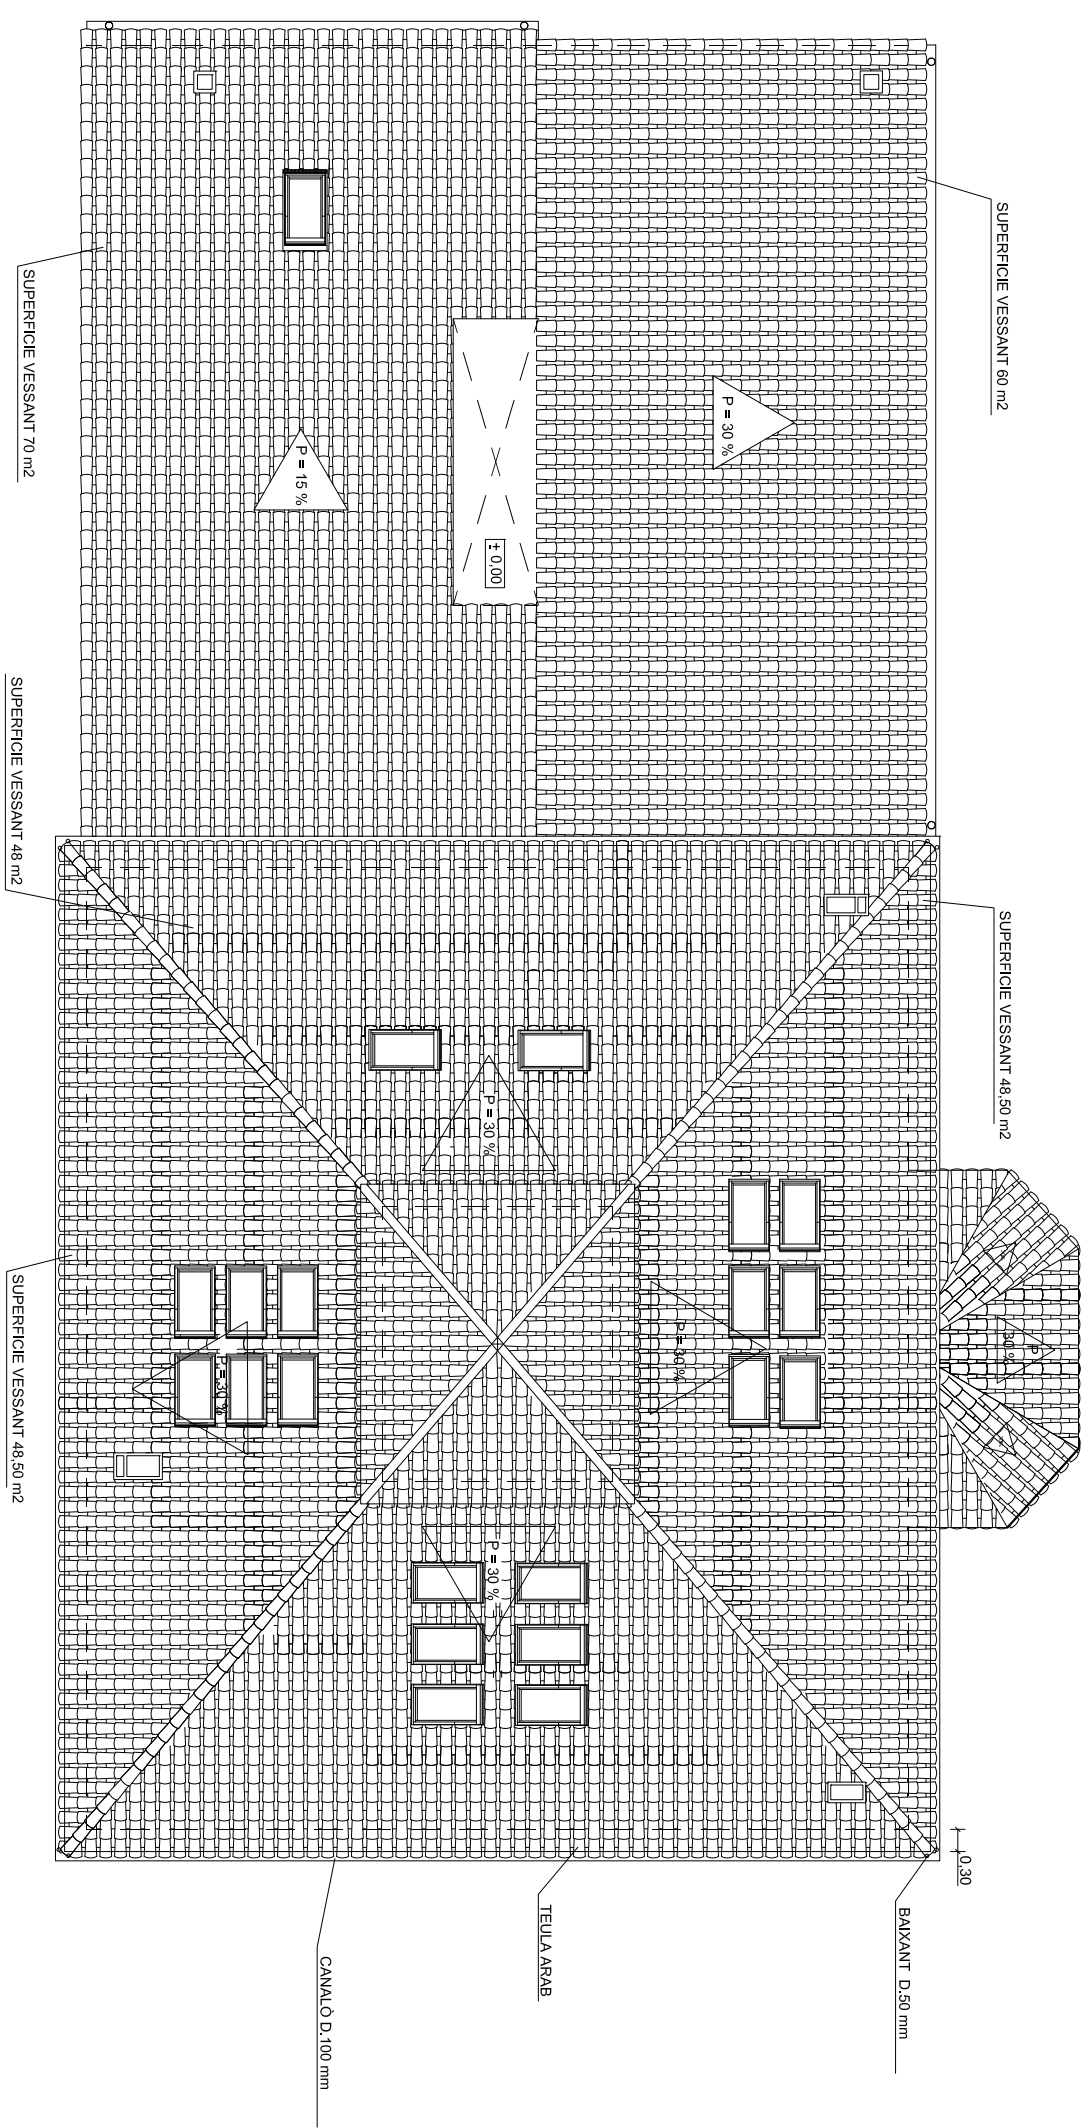 SUPERFICIE VESSANT 60 m2
SUPERFICIE VESSANT 70 m2
P = 30 %
P = 15 %
± 0,00
SUPERFICIE VESSANT 48 m2
SUPERFICIE VESSANT 48,50 m2
P = 30 %
P = 30 %
P
30 %
P = 30 %
SUPERFICIE VESSANT 48,50 m2
P = 30 %
0,30
BAIXANT D.50 mm
TEULA ARAB
CANALÒ D.100 mm